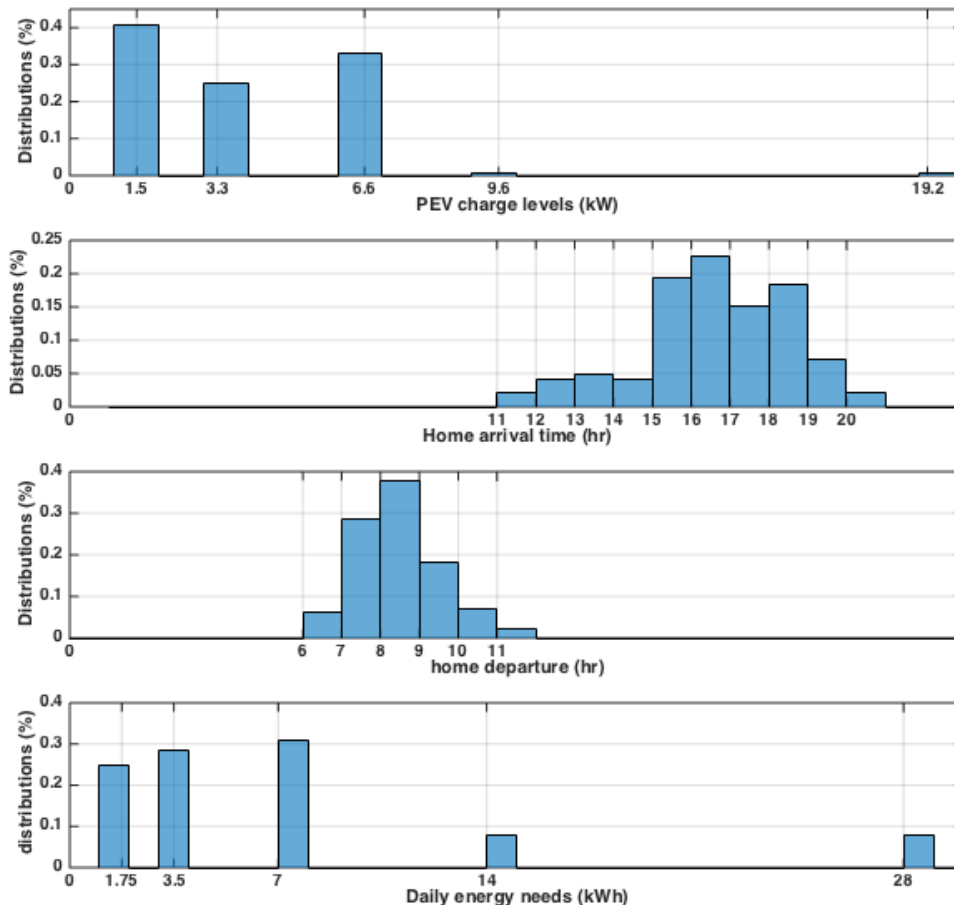 Distributions (%)
0.4
0.3
0.2
0.1
0
0 1.5 3.3 6.6 9.6 19.2
PEV charge levels (kW)
Distributions (%)
0.25
0.2
0.15
0.1
0.05
0
0 11 12 13 14 15 16 17 18 19 20
Home arrival time (hr)
Distributions (%)
0.4
0.3
0.2
0.1
0
0 6 7 8 9 10 11
home departure (hr)
distributions (%)
0.4
0.3
0.2
0.1
0
0 1.75 3.5 7 14 28
Daily energy needs (kWh)